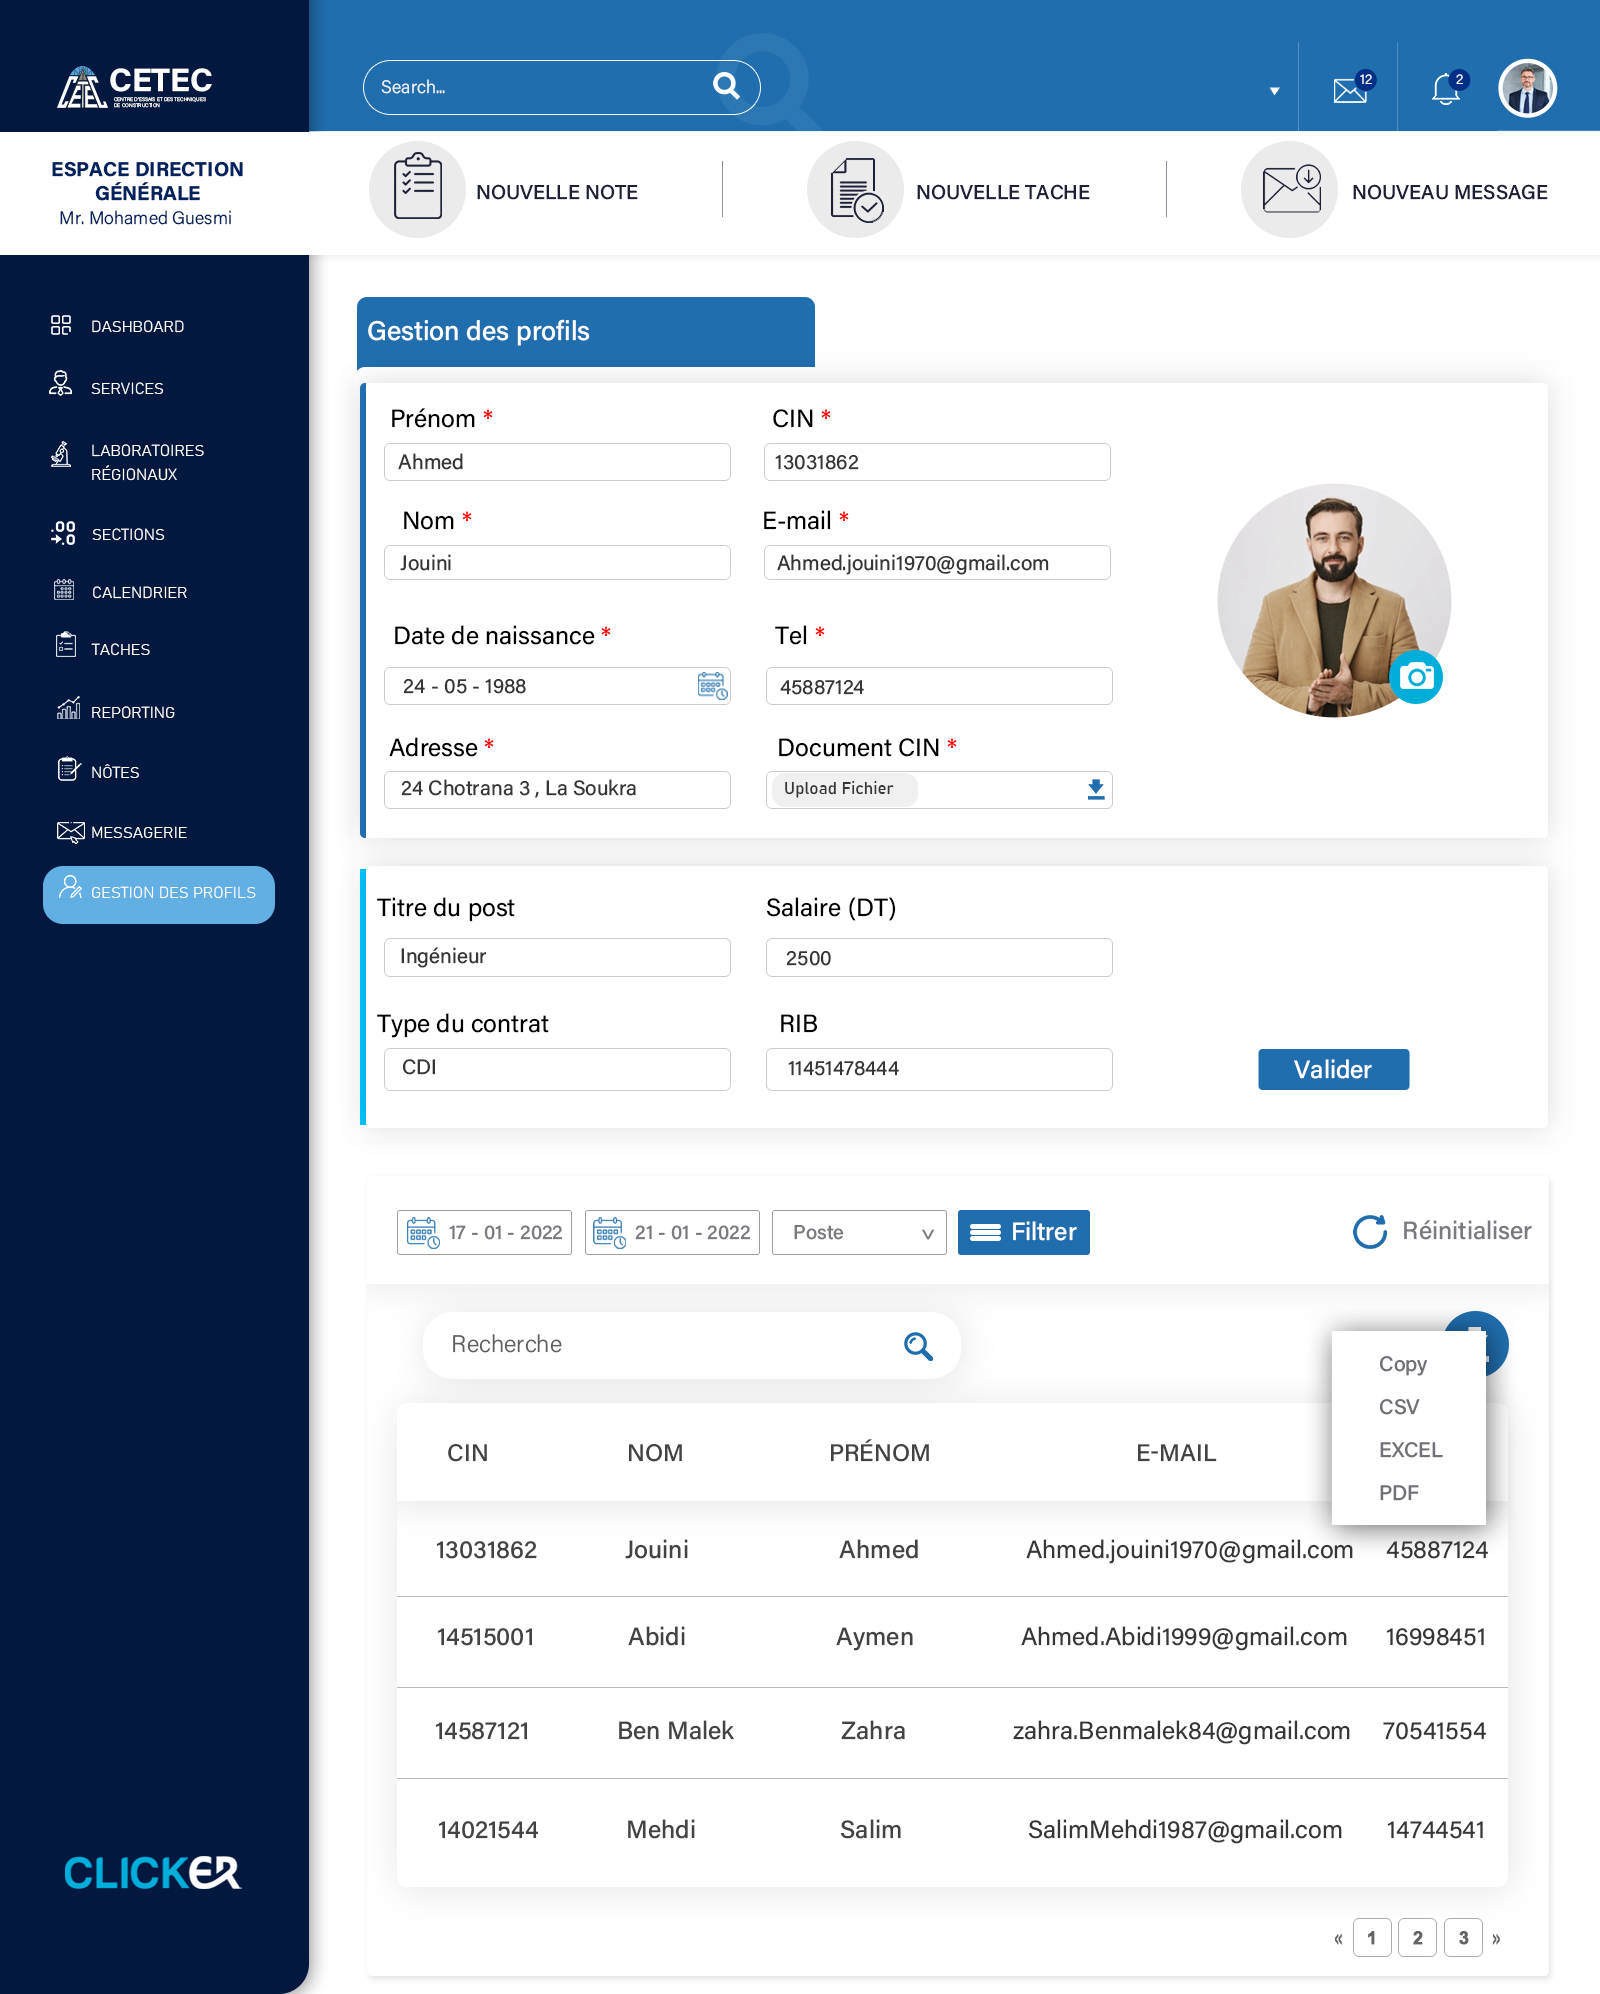 CETEC
CENTRE D'ESSAIS ET DES TECHNIQUES
DE CONSTRUCTION
Search...
12
2
ESPACE DIRECTION
GÉNÉRALE
Mr. Mohamed Guesmi
NOUVELLE NOTE
NOUVELLE TACHE
NOUVEAU MESSAGE
DASHBOARD
SERVICES
LABORATOIRES
RÉGIONAUX
SECTIONS
CALENDRIER
TACHES
REPORTING
NÔTES
MESSAGERIE
GESTION DES PROFILS
CLICKER
Gestion des profils
Prénom *
CIN *
Ahmed
13031862
Nom *
E-mail *
Jouini
Ahmed.jouini1970@gmail.com
Date de naissance *
Tel *
24 - 05 - 1988
45887124
Adresse *
Document CIN *
24 Chotrana 3 , La Soukra
Upload Fichier
Titre du post
Salaire (DT)
Ingénieur
2500
Type du contrat
RIB
CDI
11451478444
Valider
17 - 01 - 2022
21 - 01 - 2022
Poste
Filtrer
Réinitialiser
Recherche
Copy
CSV
EXCEL
PDF
CIN NOM PRÉNOM E-MAIL
13031862 Jouini Ahmed Ahmed.jouini1970@gmail.com 45887124
14515001 Abidi Aymen Ahmed.Abidi1999@gmail.com 16998451
14587121 Ben Malek Zahra zahra.Benmalek84@gmail.com 70541554
14021544 Mehdi Salim SalimMehdi1987@gmail.com 14744541
« 1 2 3 »